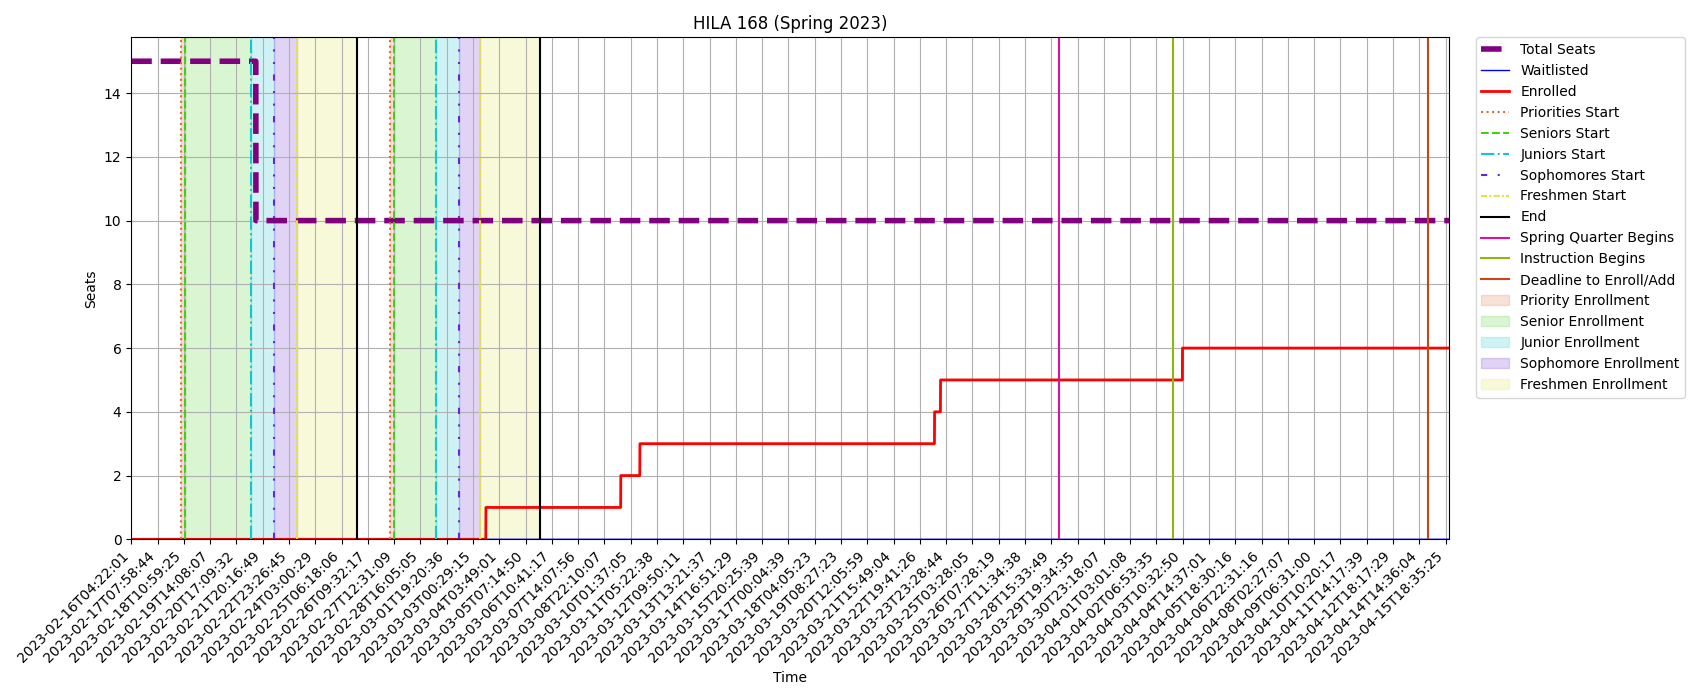 HILA 168 (Spring 2023)
Seats
14
12
10
8
6
4
2
0
2023-02-16T04:22:01
2023-02-17T07:58:44
2023-02-18T10:59:25
2023-02-19T14:08:07
2023-02-20T17:09:32
2023-02-21T20:16:49
2023-02-22T23:26:45
2023-02-24T03:00:29
2023-02-25T06:18:06
2023-02-26T09:32:17
2023-02-27T12:31:09
2023-02-28T16:05:05
2023-03-01T19:20:36
2023-03-03T00:29:15
2023-03-04T03:49:01
2023-03-05T07:14:50
2023-03-06T10:41:17
2023-03-07T14:07:56
2023-03-08T22:10:07
2023-03-10T01:37:05
2023-03-11T05:22:38
2023-03-12T09:50:11
2023-03-13T13:21:37
2023-03-14T16:51:29
2023-03-15T20:25:39
2023-03-17T00:04:39
2023-03-18T04:05:23
2023-03-19T08:27:23
2023-03-20T12:05:59
2023-03-21T15:49:04
2023-03-22T19:41:26
2023-03-23T23:28:44
2023-03-25T03:28:05
2023-03-26T07:28:19
2023-03-27T11:34:38
2023-03-28T15:33:49
2023-03-29T19:34:35
2023-03-30T23:18:07
2023-04-01T03:01:08
2023-04-02T06:53:35
2023-04-03T10:32:50
2023-04-04T14:37:01
2023-04-05T18:30:16
2023-04-06T22:31:16
2023-04-08T02:27:07
2023-04-09T06:31:00
2023-04-10T10:20:17
2023-04-11T14:17:39
2023-04-12T18:17:29
2023-04-14T14:36:04
2023-04-15T18:35:25
Time
Total Seats
Waitlisted
Enrolled
Priorities Start
Seniors Start
Juniors Start
Sophomores Start
Freshmen Start
End
Spring Quarter Begins
Instruction Begins
Deadline to Enroll/Add
Priority Enrollment
Senior Enrollment
Junior Enrollment
Sophomore Enrollment
Freshmen Enrollment